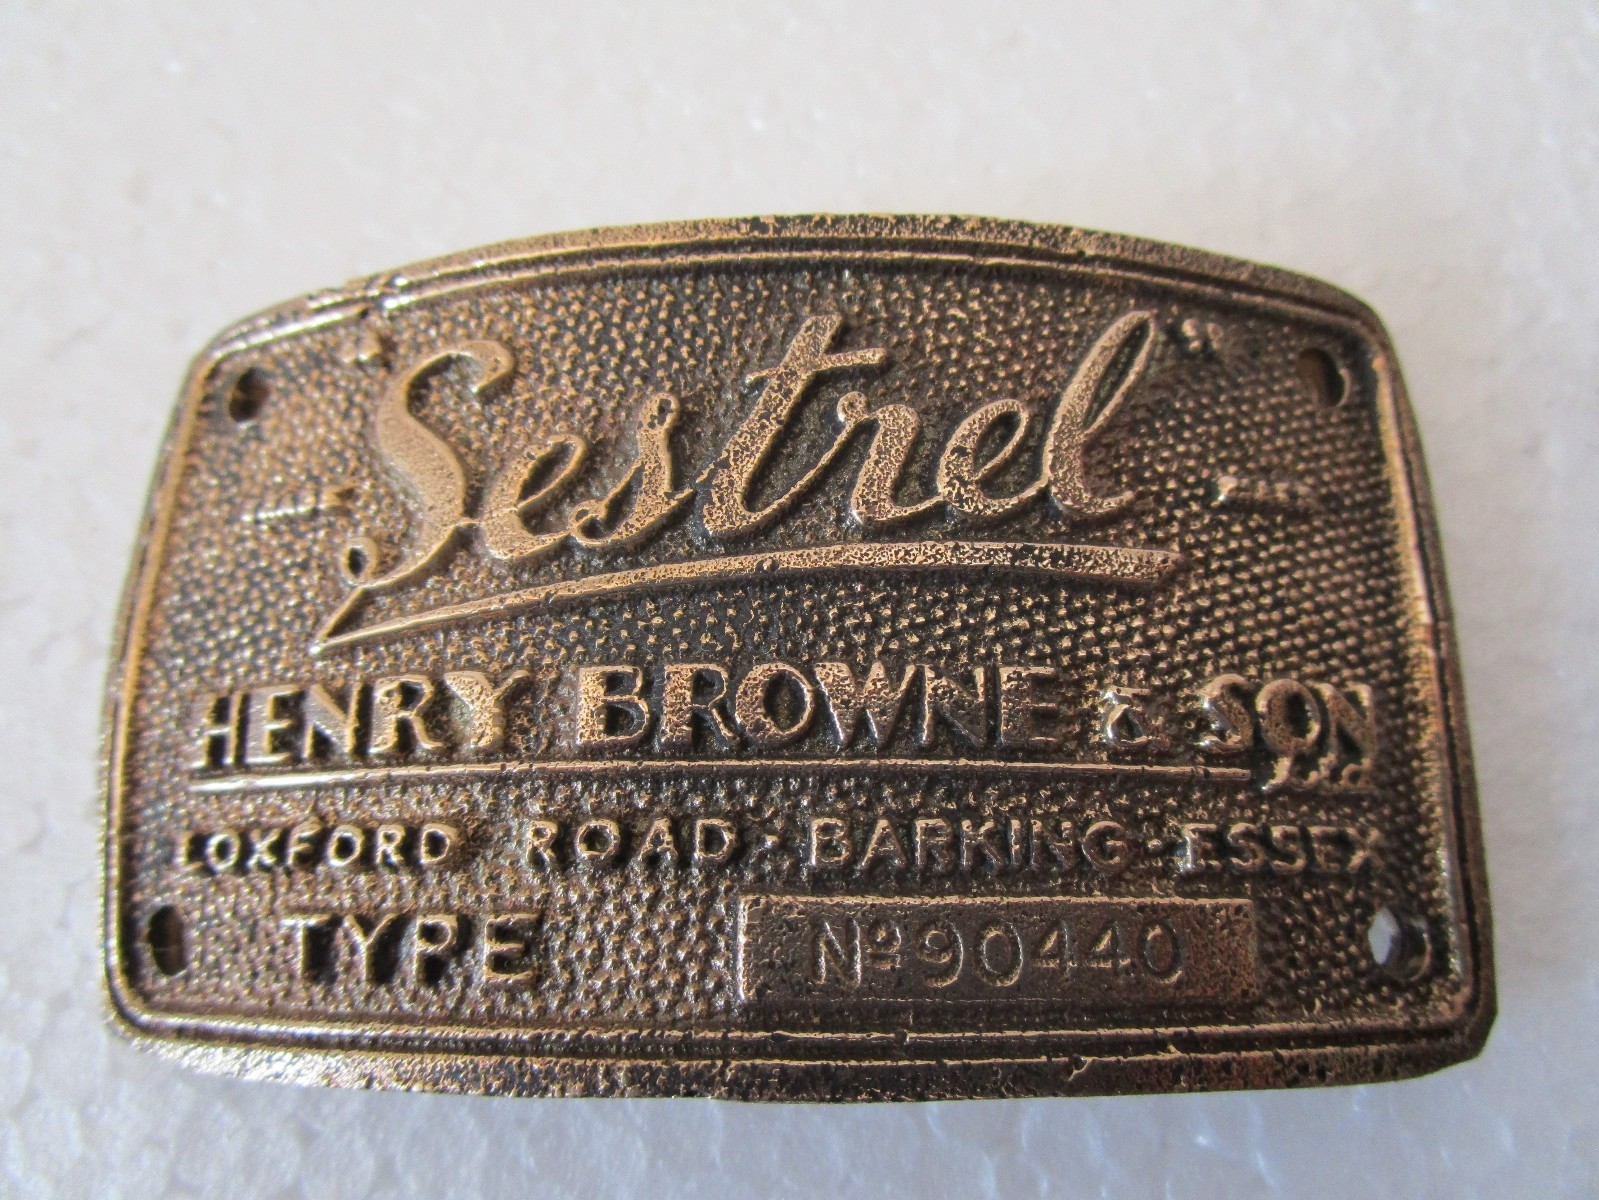 "Sestrel"
HENRY BROWNE & SON
LOXFORD ROAD · BARKING · ESSEX
TYPE Nº 90440